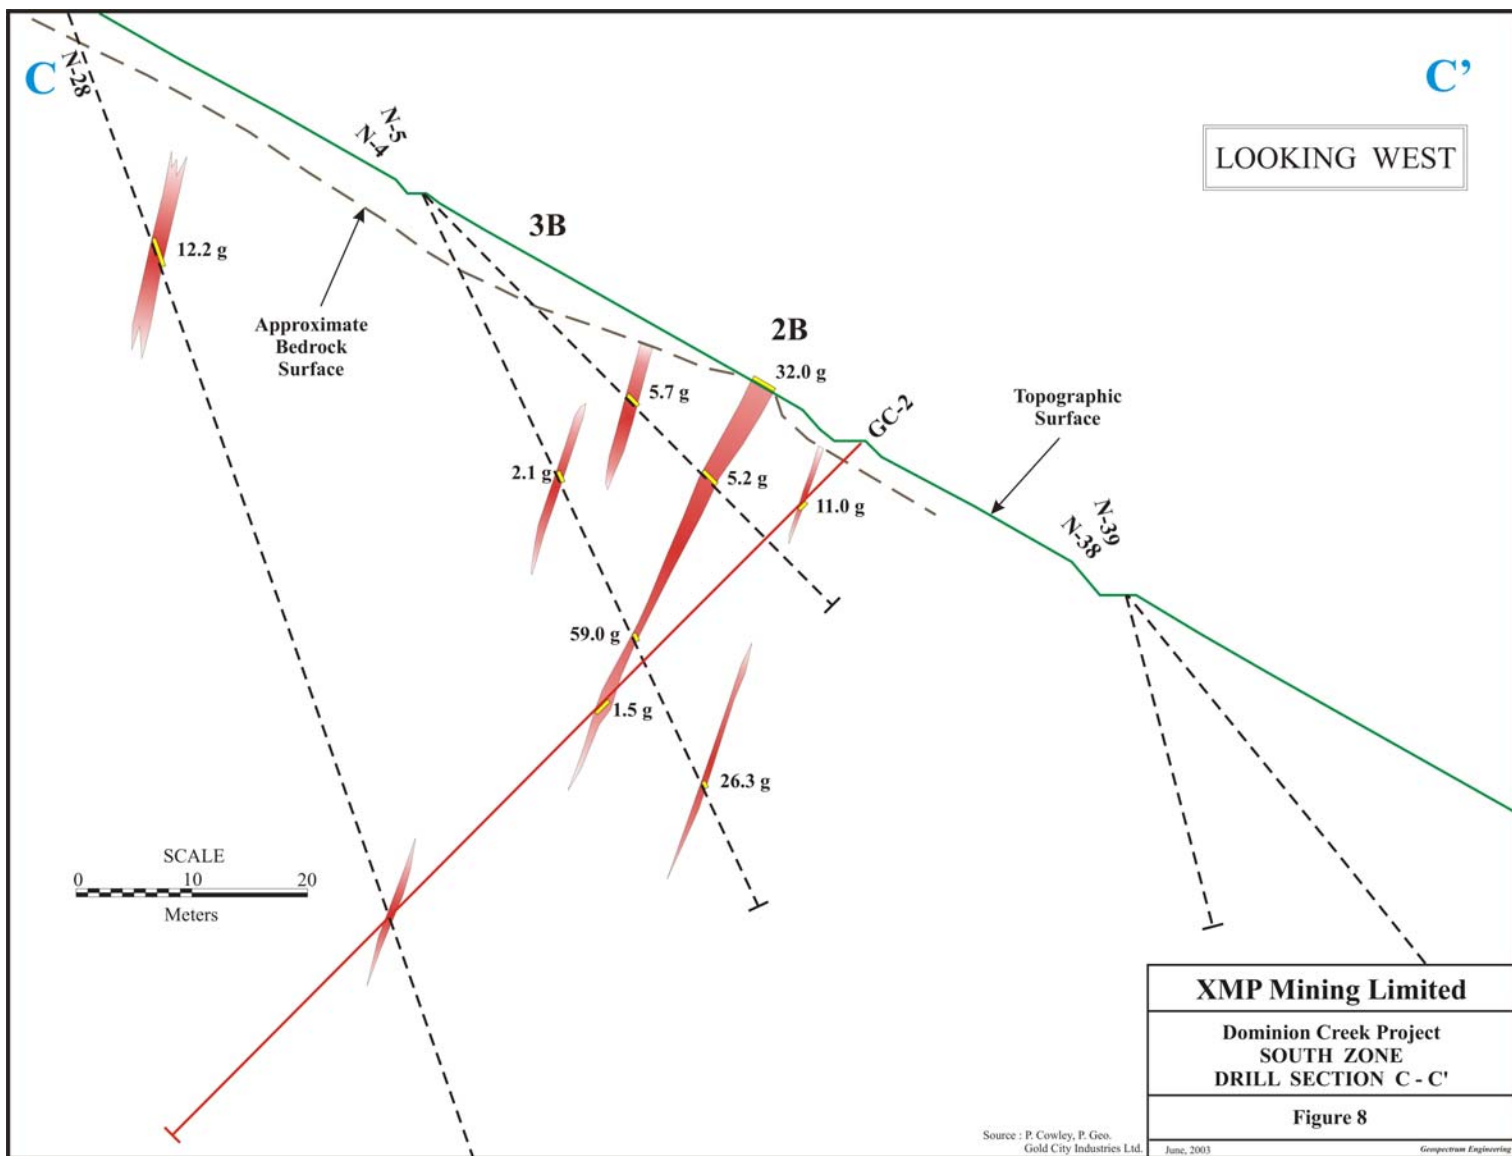 C
N-28
C’
LOOKING WEST
N-5
N-4
3B
12.2 g
Approximate
Bedrock
Surface
2B
32.0 g
5.7 g
GC-2
Topographic
Surface
2.1 g
5.2 g
11.0 g
N-39
N-38
59.0 g
1.5 g
26.3 g
SCALE
0 10 20
Meters
XMP Mining Limited
Dominion Creek Project
SOUTH ZONE
DRILL SECTION C - C'
Figure 8
Source : P. Cowley, P. Geo.
Gold City Industries Ltd.
June, 2003
Geospectrum Engineering